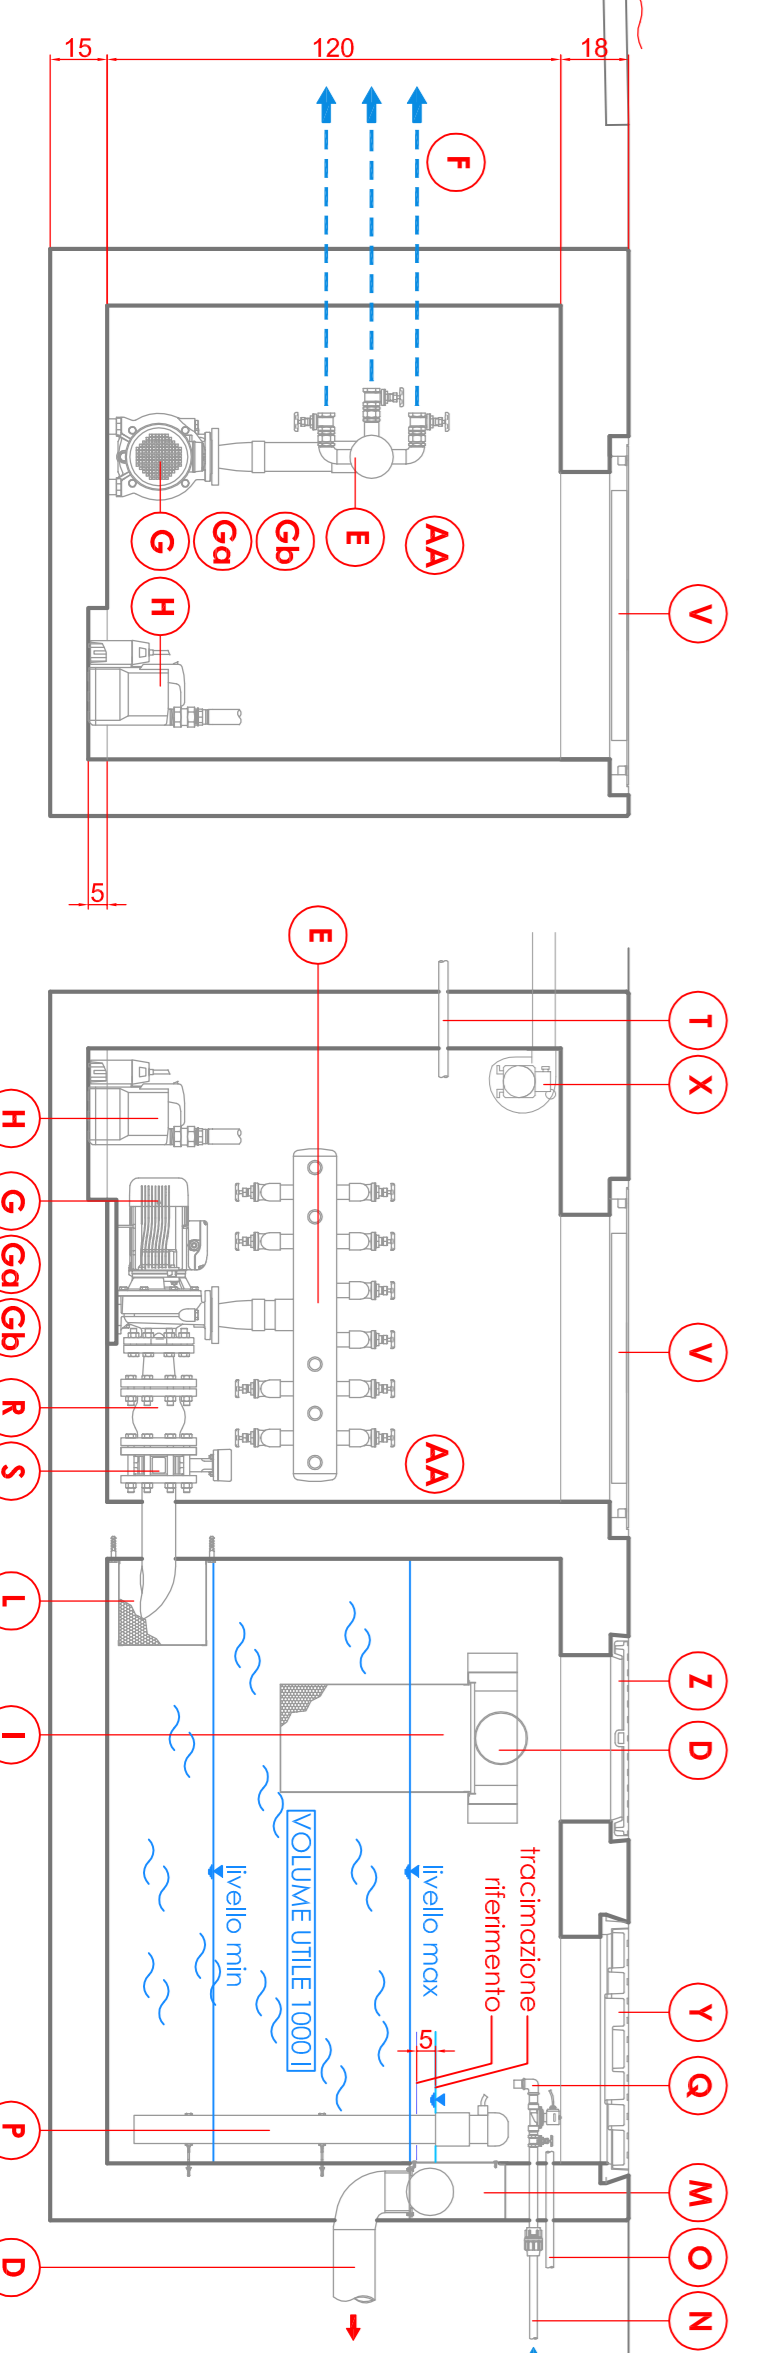 15
120
18
F
G
Ga
Gb
E
AA
H
V
5
E
T
X
H
G
Ga
Gb
R
S
AA
V
L
I
Z
D
VOLUME UTILE 1000 l
livello min
livello max
riferimento
tracimazione
5
Y
Q
P
M
O
D
N